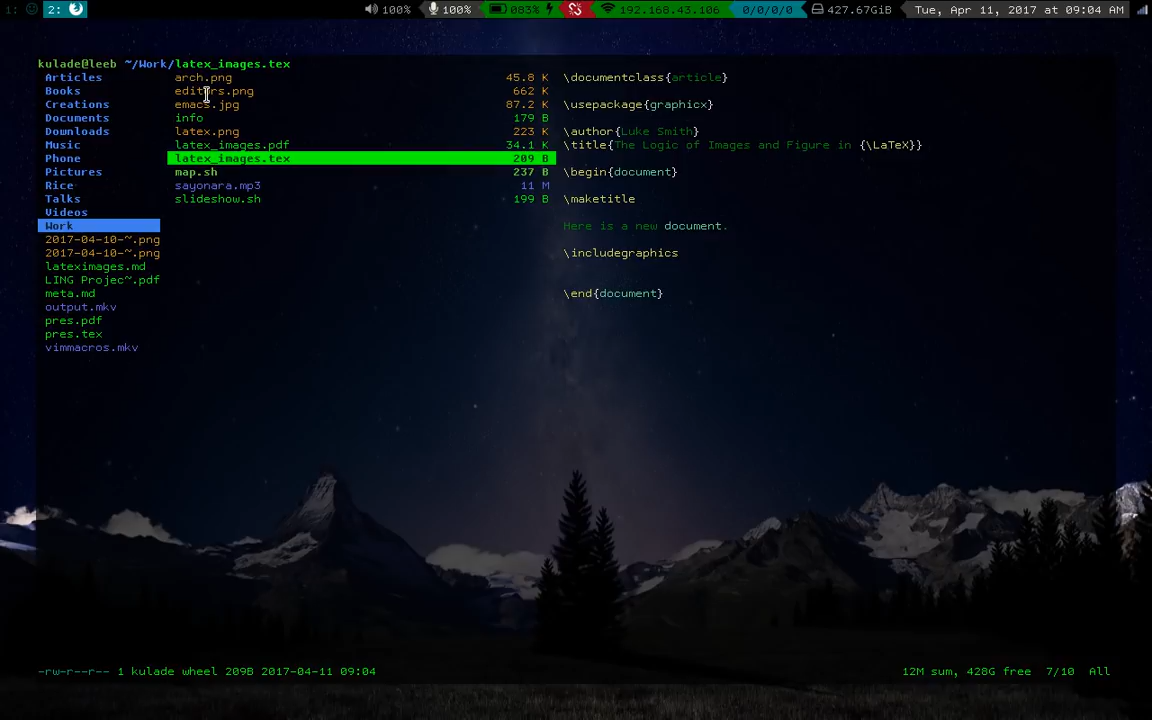 1: 2: 100% 100% 083% 192.168.43.106 0/0/0/0 427.67GiB Tue, Apr 11, 2017 at 09:04 AM
kulade@leeb ~/Work/latex_images.tex
Articles arch.png 45.8 K \documentclass{article}
Books editors.png 662 K
Creations emacs.jpg 87.2 K \usepackage{graphicx}
Documents info 179 B
Downloads latex.png 223 K \author{Luke Smith}
Music latex_images.pdf 34.1 K \title{The Logic of Images and Figure in {\LaTeX}}
Phone latex_images.tex 209 B
Pictures map.sh 237 B \begin{document}
Rice sayonara.mp3 11 M
Talks slideshow.sh 199 B \maketitle
Videos
Work Here is a new document.
2017-04-10-~.png
2017-04-10-~.png \includegraphics
lateximages.md
LING Projec~.pdf
meta.md \end{document}
output.mkv
pres.pdf
pres.tex
vimmacros.mkv
-rw-r--r-- 1 kulade wheel 209B 2017-04-11 09:04 12M sum, 428G free 7/10 All